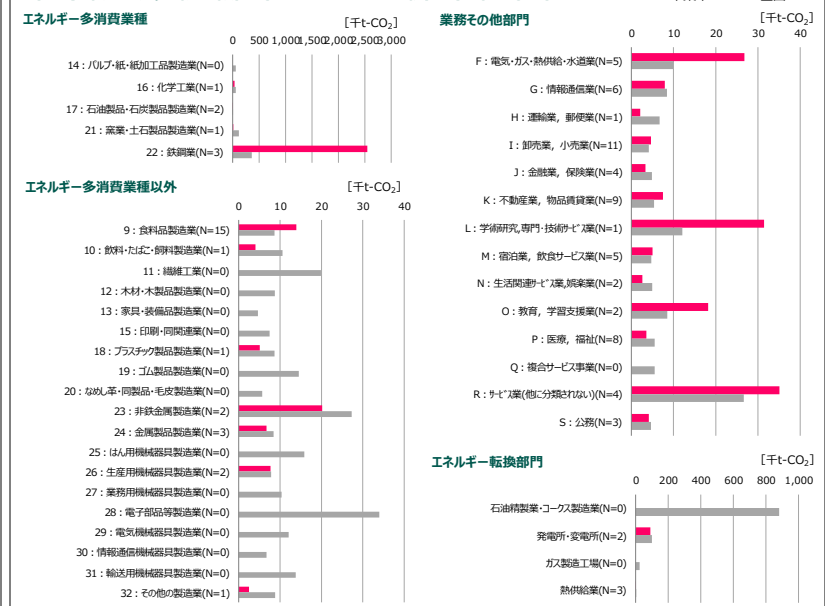 エネルギー多消費業種
[千t-CO₂]
0 500 1,000 1,500 2,000 2,500 3,000
14：パルプ・紙・紙加工品製造業(N=0)
16：化学工業(N=1)
17：石油製品・石炭製品製造業(N=2)
21：窯業・土石製品製造業(N=1)
22：鉄鋼業(N=3)
エネルギー多消費業種以外
[千t-CO₂]
0 10 20 30 40
9：食料品製造業(N=15)
10：飲料・たばこ・飼料製造業(N=1)
11：繊維工業(N=0)
12：木材・木製品製造業(N=0)
13：家具・装備品製造業(N=0)
15：印刷・同関連業(N=0)
18：プラスチック製品製造業(N=1)
19：ゴム製品製造業(N=0)
20：なめし革・同製品・毛皮製造業(N=0)
23：非鉄金属製造業(N=2)
24：金属製品製造業(N=3)
25：はん用機械器具製造業(N=0)
26：生産用機械器具製造業(N=2)
27：業務用機械器具製造業(N=0)
28：電子部品等製造業(N=0)
29：電気機械器具製造業(N=0)
30：情報通信機械器具製造業(N=0)
31：輸送用機械器具製造業(N=0)
32：その他の製造業(N=1)
業務その他部門
[千t-CO₂]
0 10 20 30 40
F：電気・ガス・熱供給・水道業(N=5)
G：情報通信業(N=6)
H：運輸業，郵便業(N=1)
I：卸売業，小売業(N=11)
J：金融業，保険業(N=4)
K：不動産業，物品賃貸業(N=9)
L：学術研究,専門・技術ｻｰﾋﾞｽ業(N=1)
M：宿泊業，飲食サービス業(N=5)
N：生活関連ｻｰﾋﾞｽ業,娯楽業(N=2)
O：教育，学習支援業(N=2)
P：医療，福祉(N=8)
Q：複合サービス事業(N=0)
R：ｻｰﾋﾞｽ業(他に分類されない)(N=4)
S：公務(N=3)
エネルギー転換部門
[千t-CO₂]
0 200 400 600 800 1,000
石油精製業・コークス製造業(N=0)
発電所・変電所(N=2)
ガス製造工場(N=0)
熱供給業(N=3)